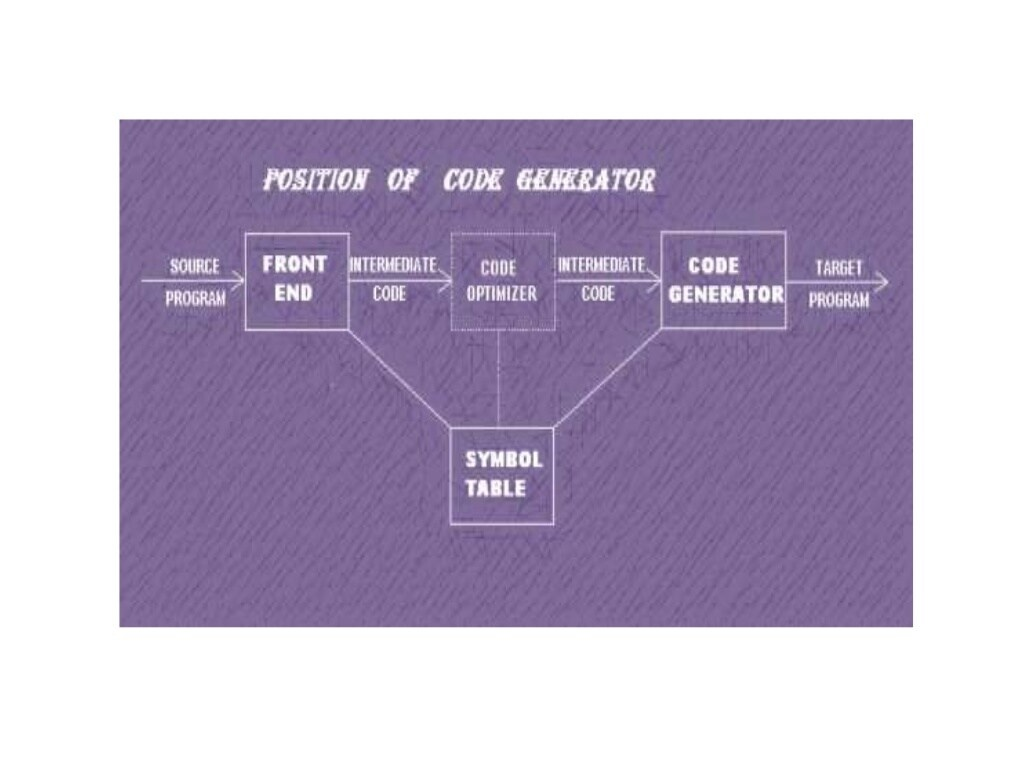 POSITION OF CODE GENERATOR
SOURCE
PROGRAM
FRONT
END
INTERMEDIATE
CODE
CODE
OPTIMIZER
INTERMEDIATE
CODE
CODE
GENERATOR
TARGET
PROGRAM
SYMBOL
TABLE